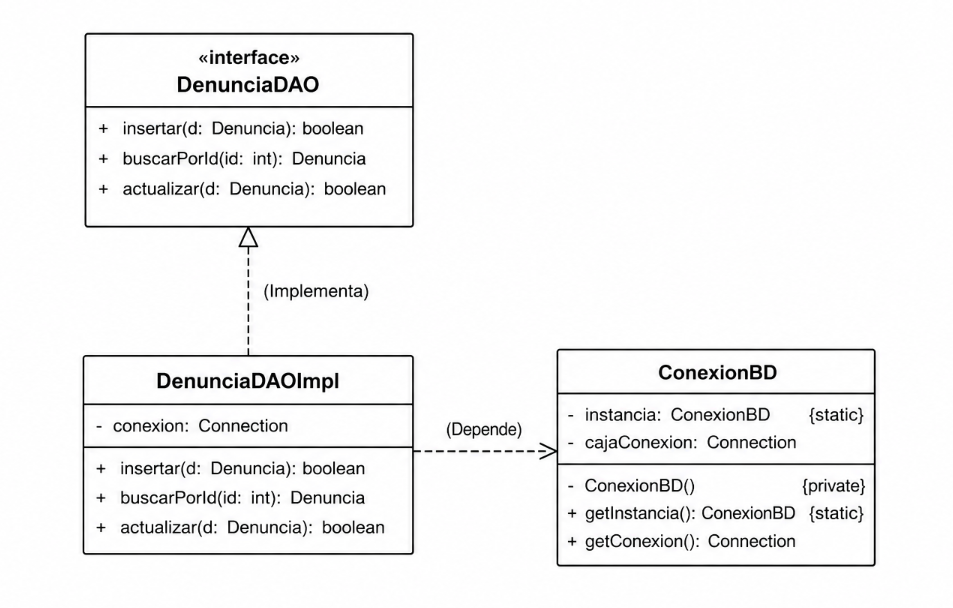 «interface»
DenunciaDAO
+ insertar(d: Denuncia): boolean
+ buscarPorId(id: int): Denuncia
+ actualizar(d: Denuncia): boolean
(Implementa)
DenunciaDAOImpl
- conexion: Connection
+ insertar(d: Denuncia): boolean
+ buscarPorId(id: int): Denuncia
+ actualizar(d: Denuncia): boolean
(Depende)
ConexionBD
- instancia: ConexionBD {static}
- cajaConexion: Connection
- ConexionBD() {private}
+ getInstancia(): ConexionBD {static}
+ getConexion(): Connection